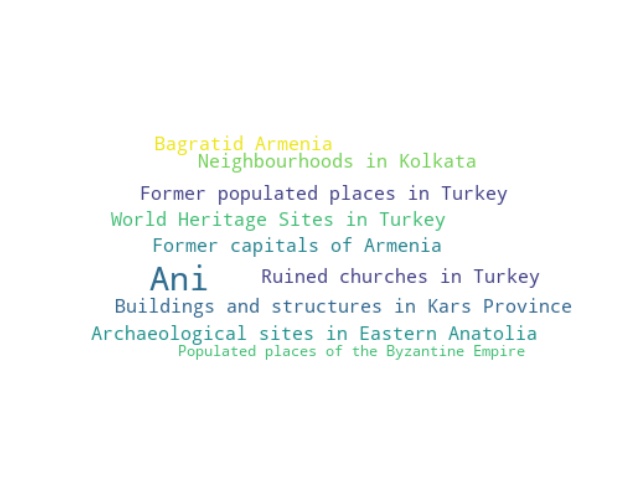 Bagratid Armenia
Neighbourhoods in Kolkata
Former populated places in Turkey
World Heritage Sites in Turkey
Former capitals of Armenia
Ani
Ruined churches in Turkey
Buildings and structures in Kars Province
Archaeological sites in Eastern Anatolia
Populated places of the Byzantine Empire